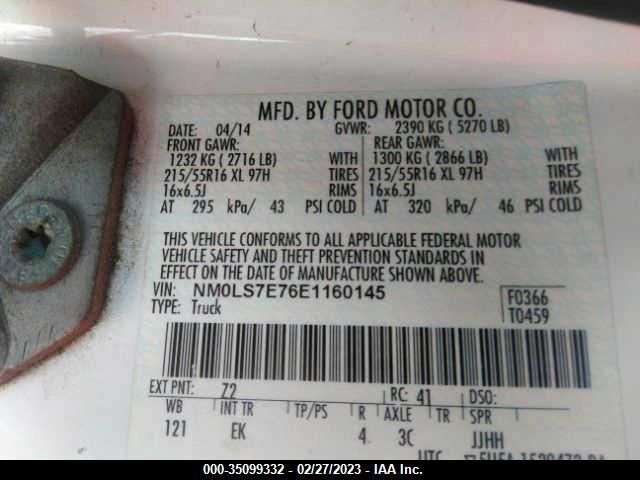 MFD. BY FORD MOTOR CO.
DATE: 04/14 GVWR: 2390 KG ( 5270 LB)
FRONT GAWR: REAR GAWR:
1232 KG ( 2716 LB) WITH 1300 KG ( 2866 LB) WITH
215/55R16 XL 97H TIRES 215/55R16 XL 97H TIRES
16x6.5J RIMS 16x6.5J RIMS
AT 295 kPa/ 43 PSI COLD AT 320 kPa/ 46 PSI COLD
THIS VEHICLE CONFORMS TO ALL APPLICABLE FEDERAL MOTOR
VEHICLE SAFETY AND THEFT PREVENTION STANDARDS IN
EFFECT ON THE DATE OF MANUFACTURE SHOWN ABOVE.
VIN: NM0LS7E76E1160145 F0366
TYPE: Truck T0459
EXT PNT: 72 RC: 41 DSO:
WB INT TR TP/PS R AXLE TR SPR
121 EK 4 3C JJHH
UTC
000-35099332 - 02/27/2023 - IAA Inc.